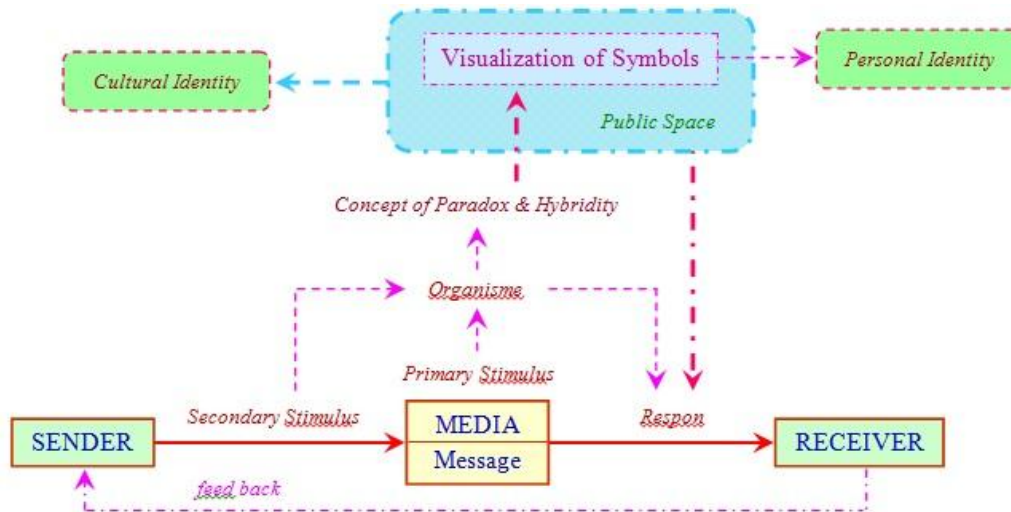 Visualization of Symbols
Cultural Identity
Personal Identity
Public Space
Concept of Paradox & Hybridity
Organisme
Primary Stimulus
Secondary Stimulus
Respon
SENDER
MEDIA
Message
RECEIVER
feed back